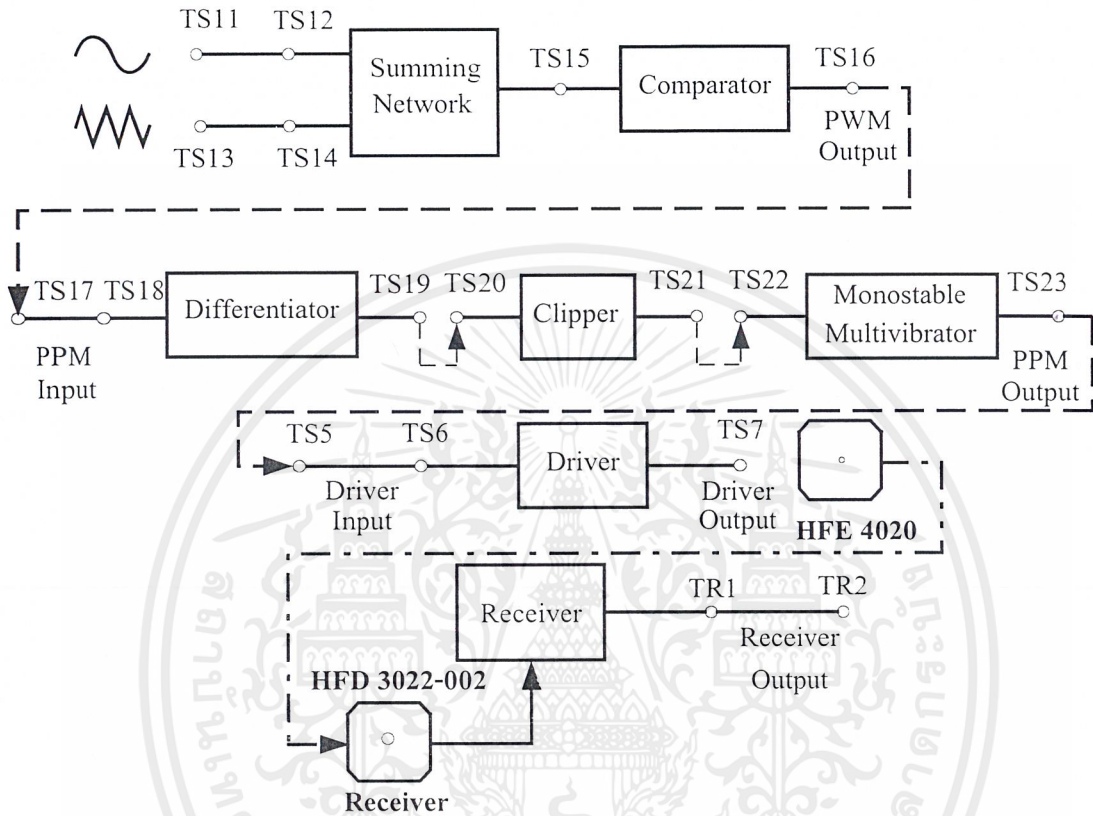 TS11 TS12
Summing
Network
TS15
Comparator
TS16
PWM
Output
TS13 TS14
TS17 TS18
PPM
Input
Differentiator
TS19 TS20
Clipper
TS21 TS22
Monostable
Multivibrator
TS23
PPM
Output
TS5 TS6
Driver
Input
Driver
TS7
Driver
Output
HFE 4020
Receiver
TR1 TR2
Receiver
Output
HFD 3022-002
Receiver